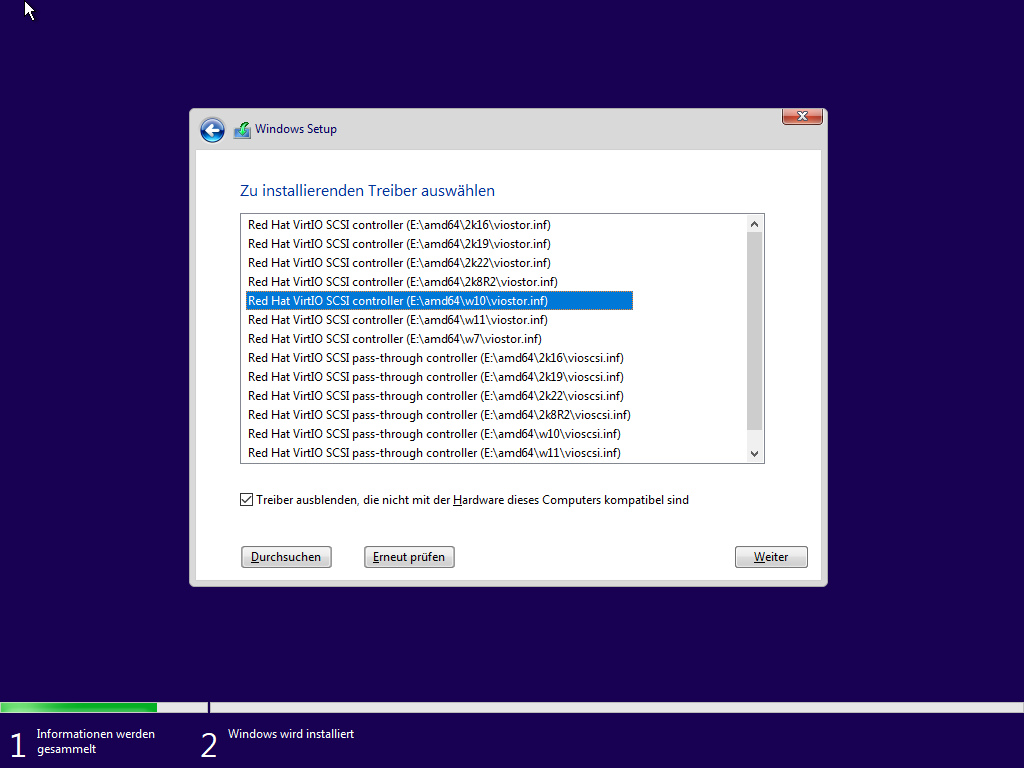 Windows Setup
Zu installierenden Treiber auswählen
Red Hat VirtIO SCSI controller (E:\amd64\2k16\viostor.inf)
Red Hat VirtIO SCSI controller (E:\amd64\2k19\viostor.inf)
Red Hat VirtIO SCSI controller (E:\amd64\2k22\viostor.inf)
Red Hat VirtIO SCSI controller (E:\amd64\2k8R2\viostor.inf)
Red Hat VirtIO SCSI controller (E:\amd64\w10\viostor.inf)
Red Hat VirtIO SCSI controller (E:\amd64\w11\viostor.inf)
Red Hat VirtIO SCSI controller (E:\amd64\w7\viostor.inf)
Red Hat VirtIO SCSI pass-through controller (E:\amd64\2k16\vioscsi.inf)
Red Hat VirtIO SCSI pass-through controller (E:\amd64\2k19\vioscsi.inf)
Red Hat VirtIO SCSI pass-through controller (E:\amd64\2k22\vioscsi.inf)
Red Hat VirtIO SCSI pass-through controller (E:\amd64\2k8R2\vioscsi.inf)
Red Hat VirtIO SCSI pass-through controller (E:\amd64\w10\vioscsi.inf)
Red Hat VirtIO SCSI pass-through controller (E:\amd64\w11\vioscsi.inf)
Treiber ausblenden, die nicht mit der Hardware dieses Computers kompatibel sind
Durchsuchen
Erneut prüfen
Weiter
1 Informationen werden
gesammelt
2 Windows wird installiert